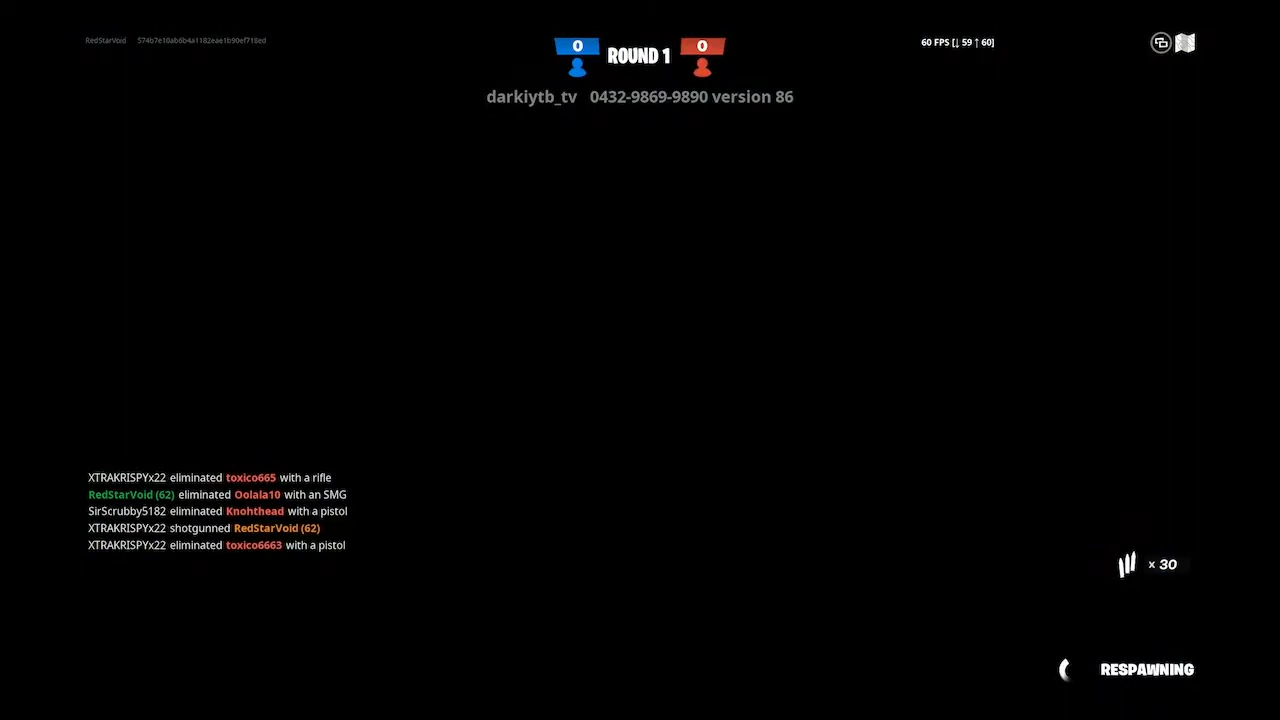 RedStarVoid
0 ROUND 1 0
60 FPS [↓ 59 ↑ 60]
darkiytb_tv 0432-9869-9890 version 86
XTRAKRISPYx22 eliminated toxico665 with a rifle
RedStarVoid (62) eliminated Oolala10 with an SMG
SirScrubby5182 eliminated Knohthead with a pistol
XTRAKRISPYx22 shotgunned RedStarVoid (62)
XTRAKRISPYx22 eliminated toxico6663 with a pistol
x 30
RESPAWNING